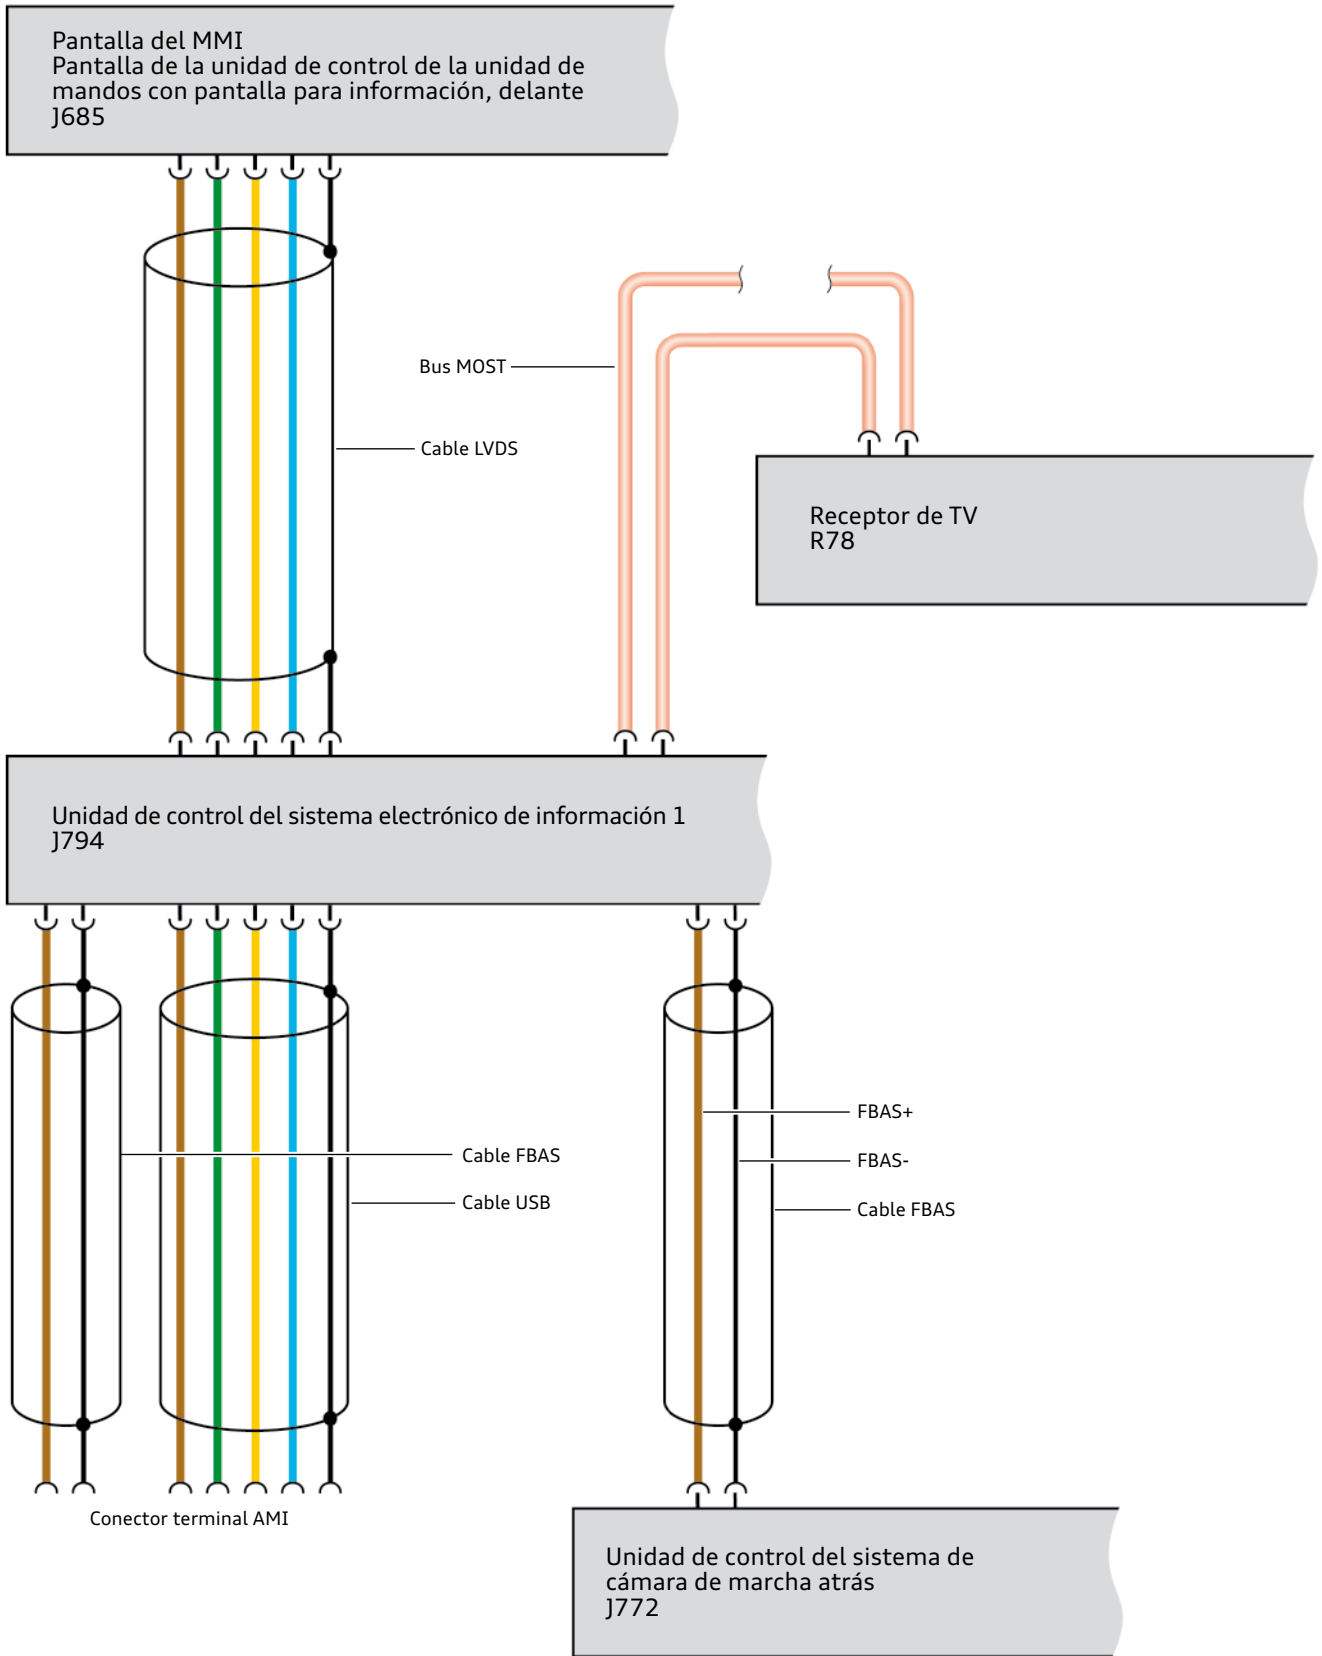 Pantalla del MMI
Pantalla de la unidad de control de la unidad de
mandos con pantalla para información, delante
J685
Bus MOST
Cable LVDS
Receptor de TV
R78
Unidad de control del sistema electrónico de información 1
J794
FBAS+
Cable FBAS
FBAS-
Cable USB
Cable FBAS
Conector terminal AMI
Unidad de control del sistema de
cámara de marcha atrás
J772